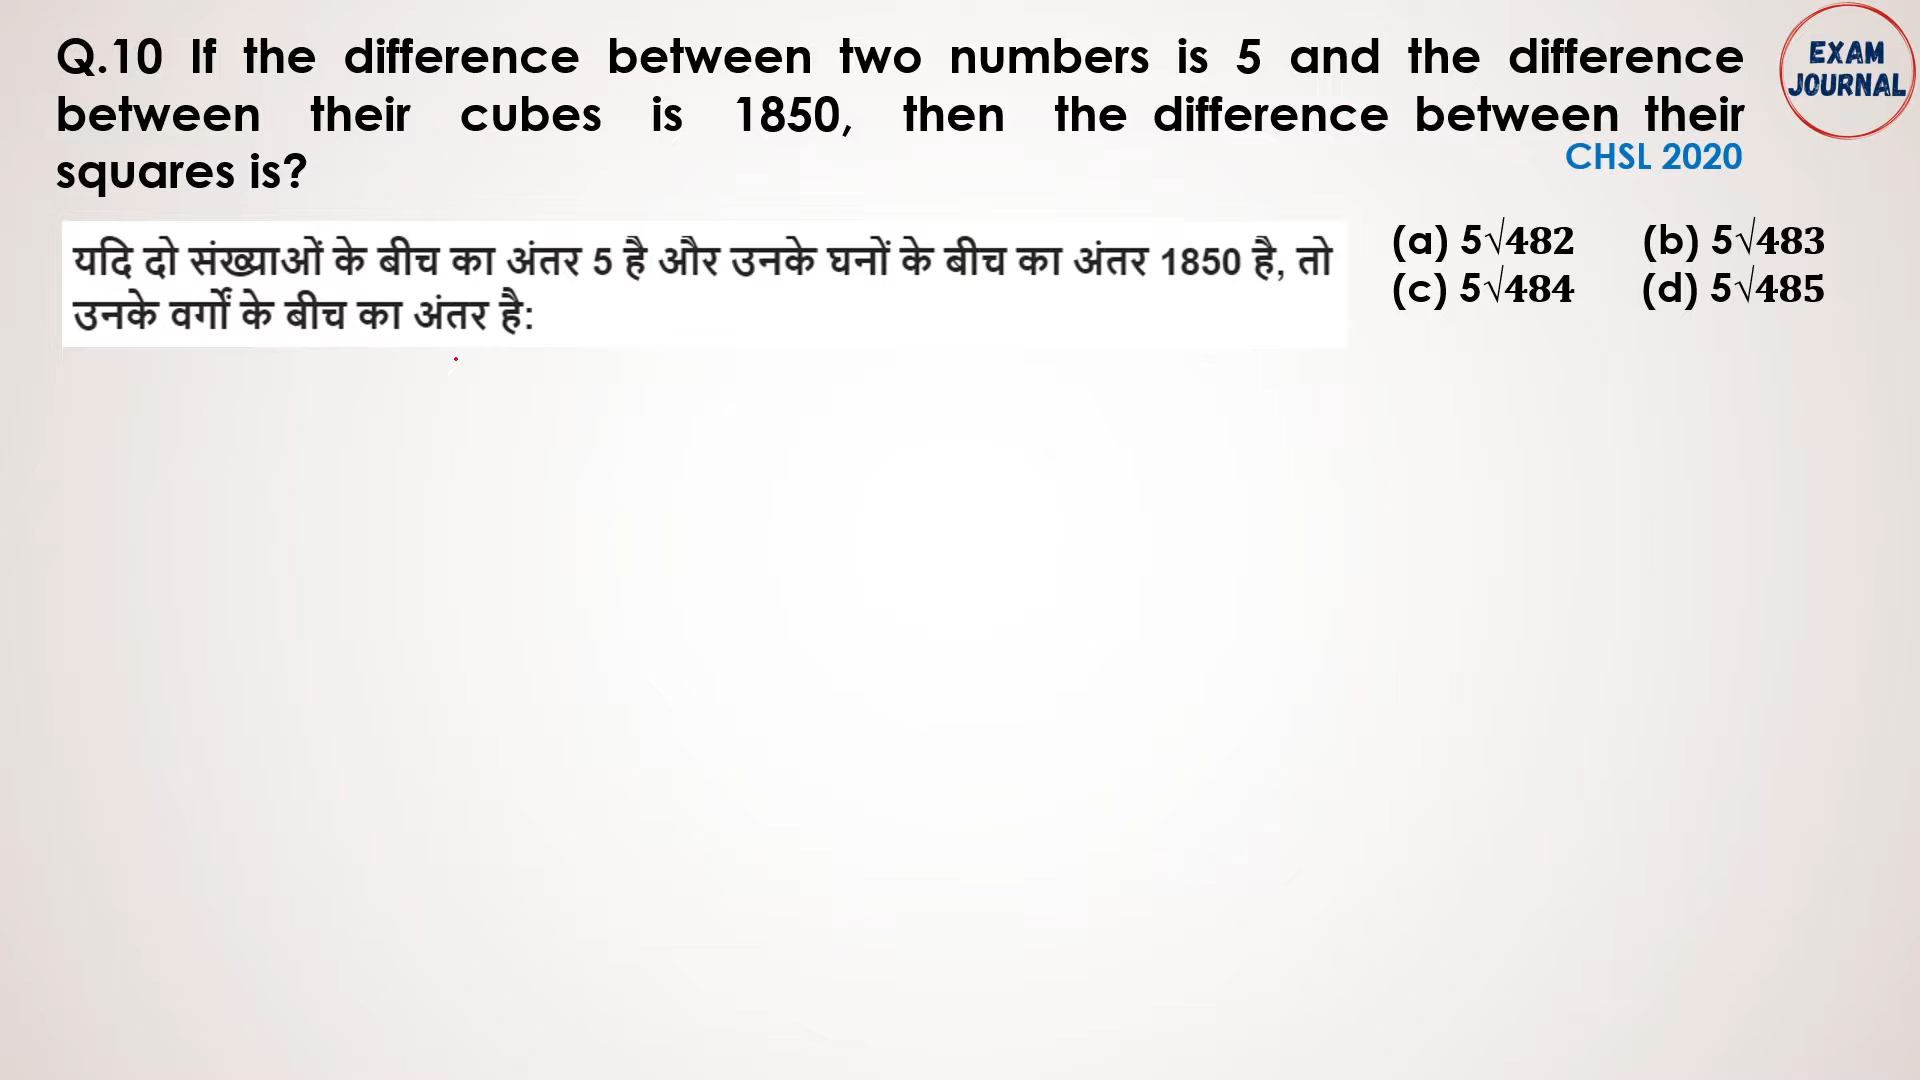 Q.10 If the difference between two numbers is 5 and the difference
between their cubes is 1850, then the difference between their
squares is?
CHSL 2020
EXAM
JOURNAL
यदि दो संख्याओं के बीच का अंतर 5 है और उनके घनों के बीच का अंतर 1850 है, तो
उनके वर्गों के बीच का अंतर है:
(a) 5√482 (b) 5√483
(c) 5√484 (d) 5√485